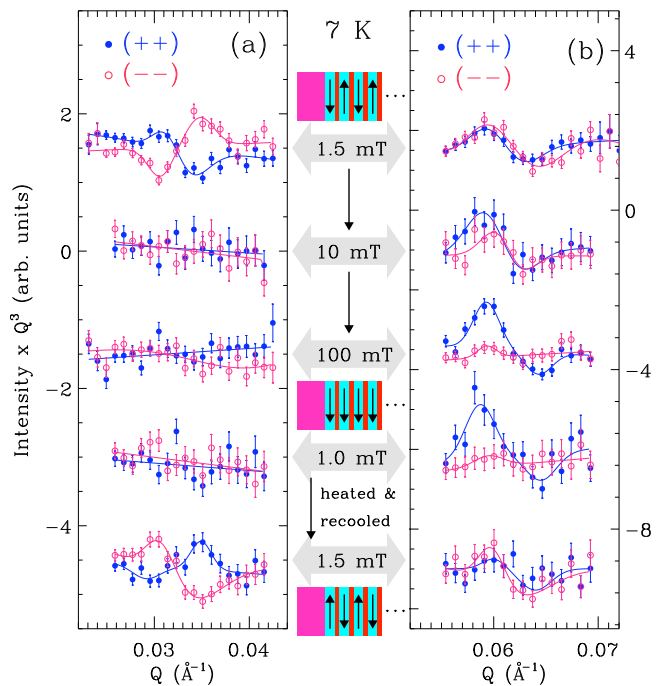 7 K
(a)
(++)
(−−)
(b)
(++)
(−−)
...
1.5 mT
10 mT
100 mT
...
1.0 mT
heated &
recooled
1.5 mT
...
2
0
−2
−4
Intensity x Q³ (arb. units)
4
0
−4
−8
0.03
0.04
Q (Å⁻¹)
0.06
0.07
Q (Å⁻¹)